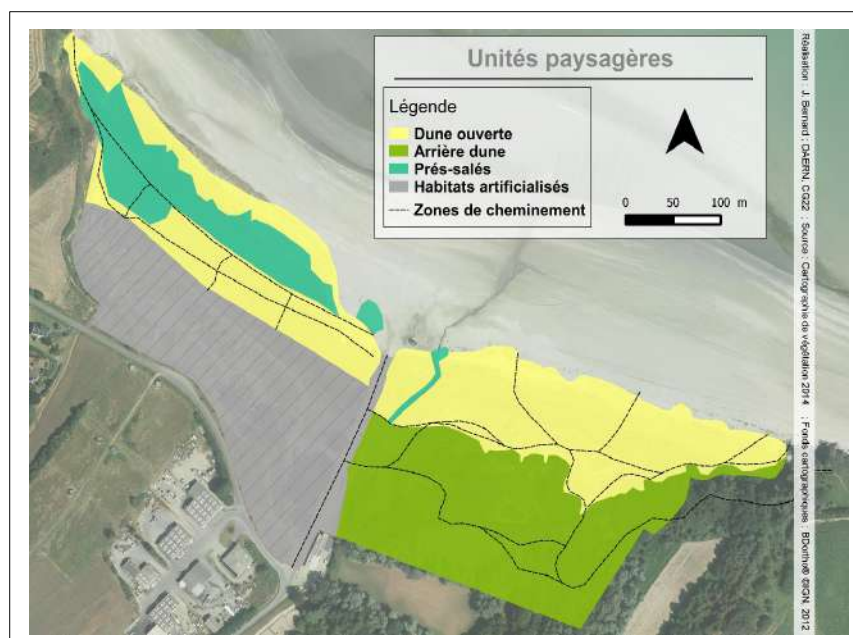 Unités paysagères
Légende
Dune ouverte
Arrière dune
Prés-salés
Habitats artificialisés
Zones de cheminement
0 50 100 m
Réalisation : J. Bernard : DAERN, CG22 : Source : Cartographie de végétation 2014 : Fonds cartographiques : BDortho® ©IGN, 2012